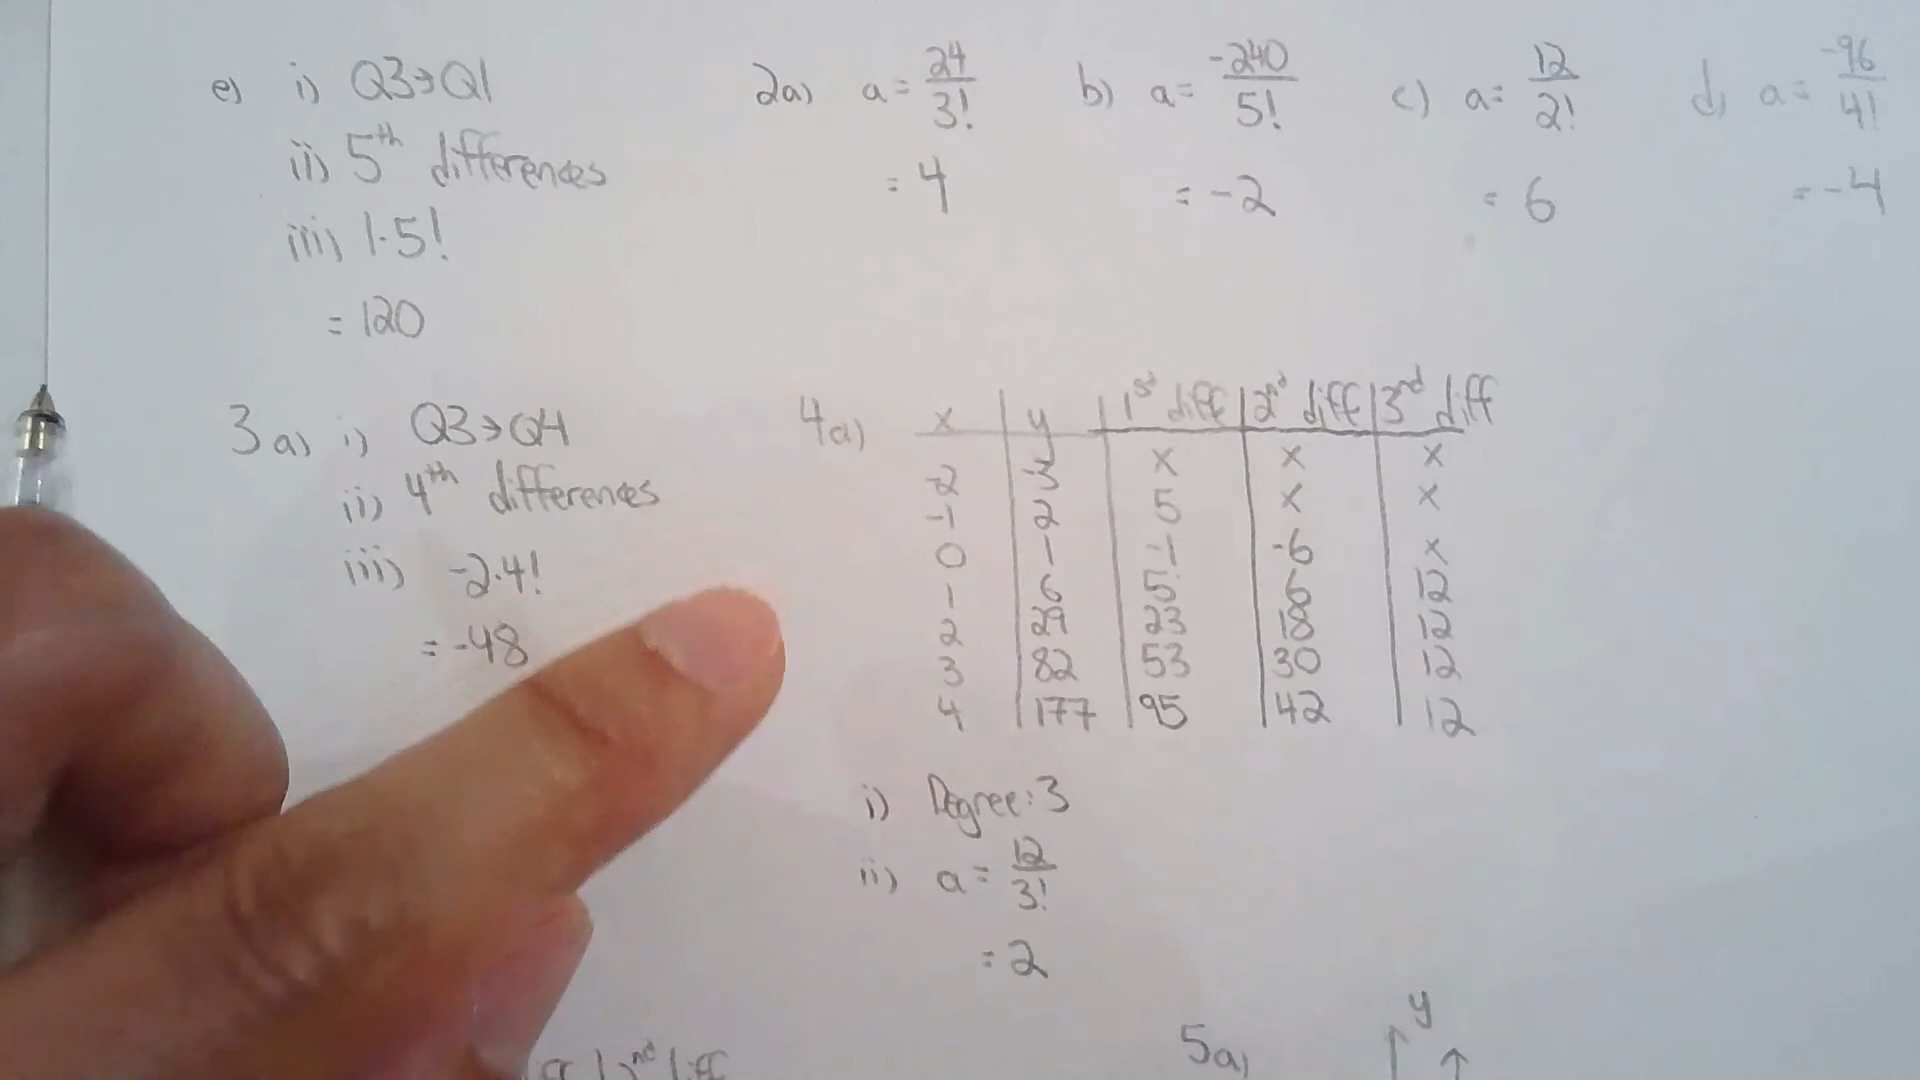 e) i) Q3→Q1
ii) 5th differences
iii) 1·5!
= 120
2a) a = 24/3!
= 4
b) a = -240/5!
= -2
c) a = 12/2!
= 6
d) a = -96/4!
= -4
3a) i) Q3→Q4
ii) 4th differences
iii) -2·4!
= -48
4a) x | y | 1st diff | 2nd diff | 3rd diff
-2 | -3 | x | x | x
-1 | 2 | 5 | x | x
0 | 1 | -1 | -6 | x
1 | 6 | 5 | 6 | 12
2 | 29 | 23 | 18 | 12
3 | 82 | 53 | 30 | 12
4 | 177 | 95 | 42 | 12
i) Degree: 3
ii) a = 12/3!
= 2
nd diff
5a)
y